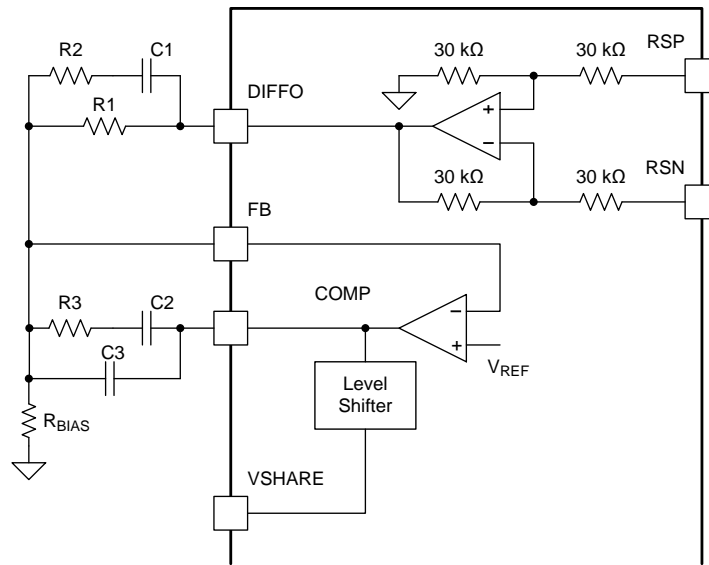 R2
C1
30 kΩ
30 kΩ
RSP
R1
DIFFO
+
−
30 kΩ
30 kΩ
RSN
FB
R3
C2
COMP
−
+
C3
VREF
Level
Shifter
RBIAS
VSHARE